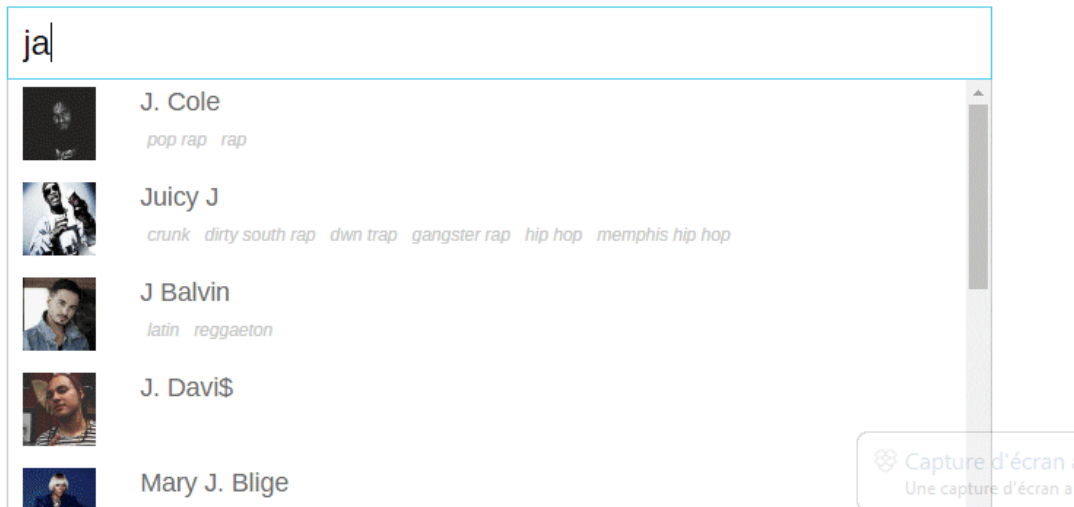 ja
J. Cole
pop rap rap
Juicy J
crunk dirty south rap dwn trap gangster rap hip hop memphis hip hop
J Balvin
latin reggaeton
J. Davi$
Mary J. Blige
Capture d'écran a
Une capture d'écran a